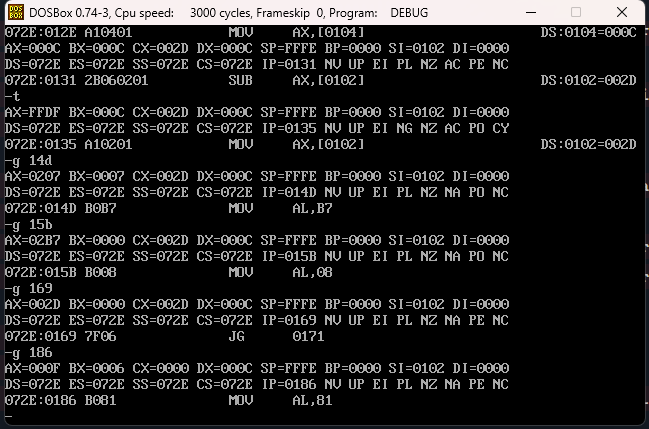 DOSBox 0.74-3, Cpu speed: 3000 cycles, Frameskip 0, Program: DEBUG
072E:012E A10401 MOV AX,[0104] DS:0104=000C
AX=000C BX=000C CX=002D DX=000C SP=FFFE BP=0000 SI=0102 DI=0000
DS=072E ES=072E SS=072E CS=072E IP=0131 NV UP EI PL NZ AC PE NC
072E:0131 2B060201 SUB AX,[0102] DS:0102=002D
-t
AX=FFDF BX=000C CX=002D DX=000C SP=FFFE BP=0000 SI=0102 DI=0000
DS=072E ES=072E SS=072E CS=072E IP=0135 NV UP EI NG NZ AC PO CY
072E:0135 A10201 MOV AX,[0102] DS:0102=002D
-g 14d
AX=0207 BX=0007 CX=002D DX=000C SP=FFFE BP=0000 SI=0102 DI=0000
DS=072E ES=072E SS=072E CS=072E IP=014D NV UP EI PL NZ NA PO NC
072E:014D B0B7 MOV AL,B7
-g 15b
AX=02B7 BX=0000 CX=002D DX=000C SP=FFFE BP=0000 SI=0102 DI=0000
DS=072E ES=072E SS=072E CS=072E IP=015B NV UP EI PL NZ NA PO NC
072E:015B B008 MOV AL,08
-g 169
AX=002D BX=0000 CX=002D DX=000C SP=FFFE BP=0000 SI=0102 DI=0000
DS=072E ES=072E SS=072E CS=072E IP=0169 NV UP EI PL NZ NA PE NC
072E:0169 7F06 JG 0171
-g 186
AX=000F BX=0006 CX=0000 DX=000C SP=FFFE BP=0000 SI=0102 DI=0000
DS=072E ES=072E SS=072E CS=072E IP=0186 NV UP EI PL NZ NA PE NC
072E:0186 B081 MOV AL,81
-